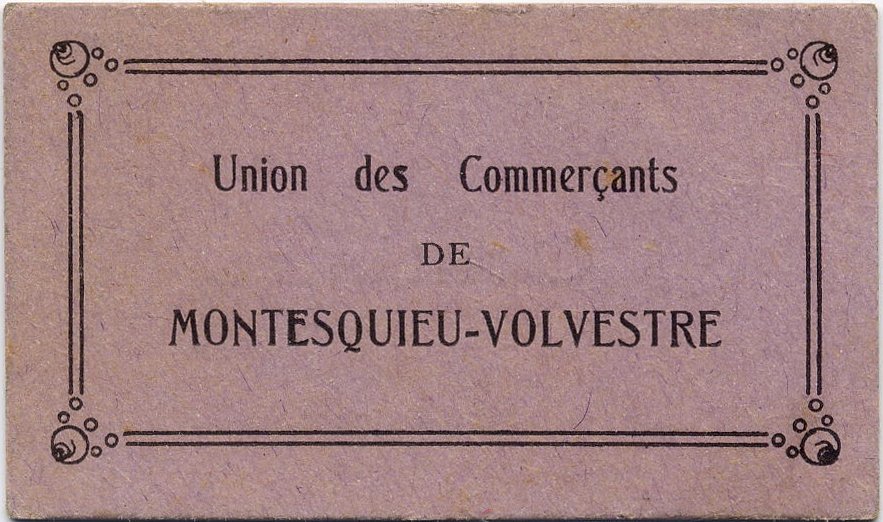 Union des Commerçants
DE
MONTESQUIEU-VOLVESTRE